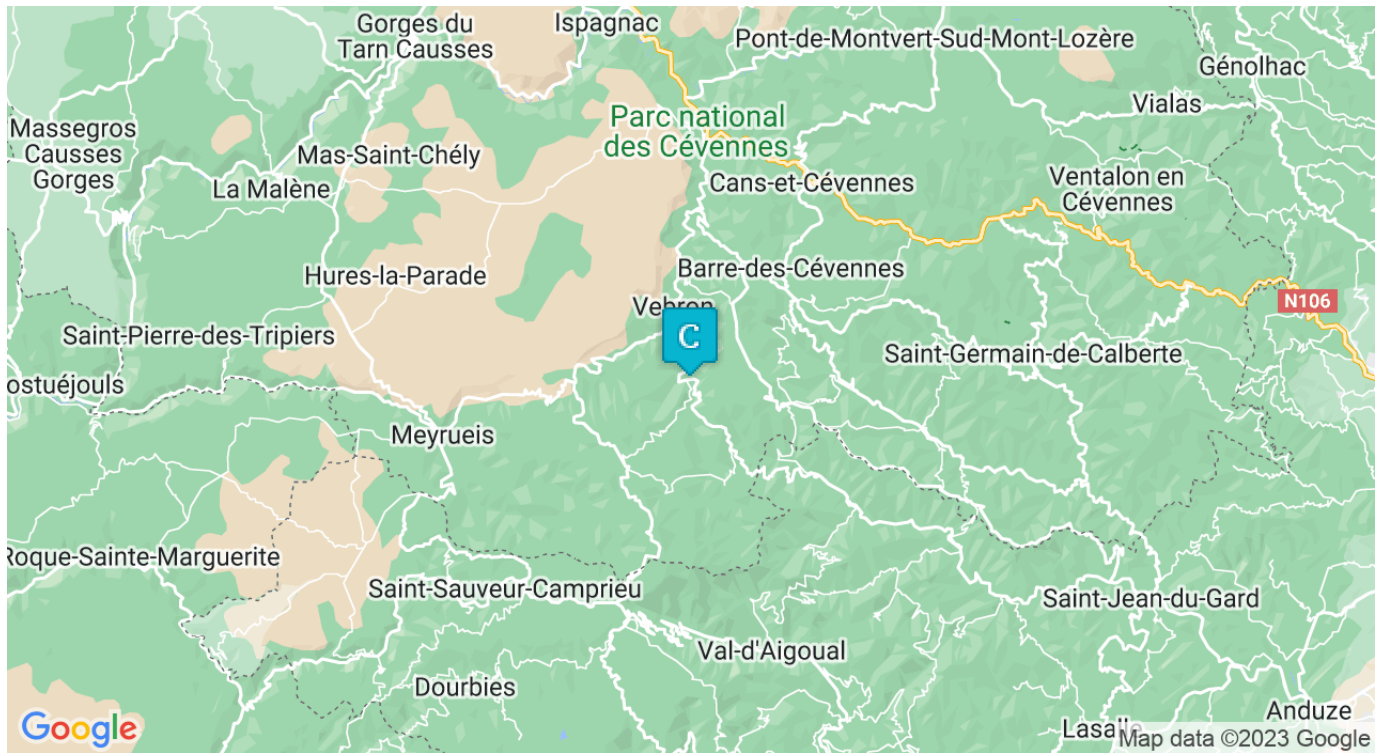 Gorges du
Tarn Causses
Ispagnac
Pont-de-Montvert-Sud-Mont-Lozère
Génolhac
Vialas
Parc national
des Cévennes
Massegros
Causses
Gorges
Mas-Saint-Chély
La Malène
Cans-et-Cévennes
Ventalon en
Cévennes
Hures-la-Parade
Barre-des-Cévennes
Vebron
N106
Saint-Pierre-des-Tripiers
C
Saint-Germain-de-Calberte
ostuéjouls
Meyrueis
Roque-Sainte-Marguerite
Saint-Sauveur-Camprieu
Saint-Jean-du-Gard
Val-d'Aigoual
Dourbies
Anduze
Google
Map data ©2023 Google